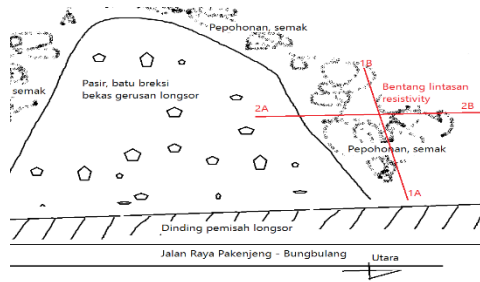 Pepohonan, semak
1B
Pasir, batu breksi
bekas gerusan longsor
semak
Bentang lintasan
resistivity
2A
2B
Pepohonan, semak
1A
Dinding pemisah longsor
Jalan Raya Pakenjeng - Bungbulang
Utara